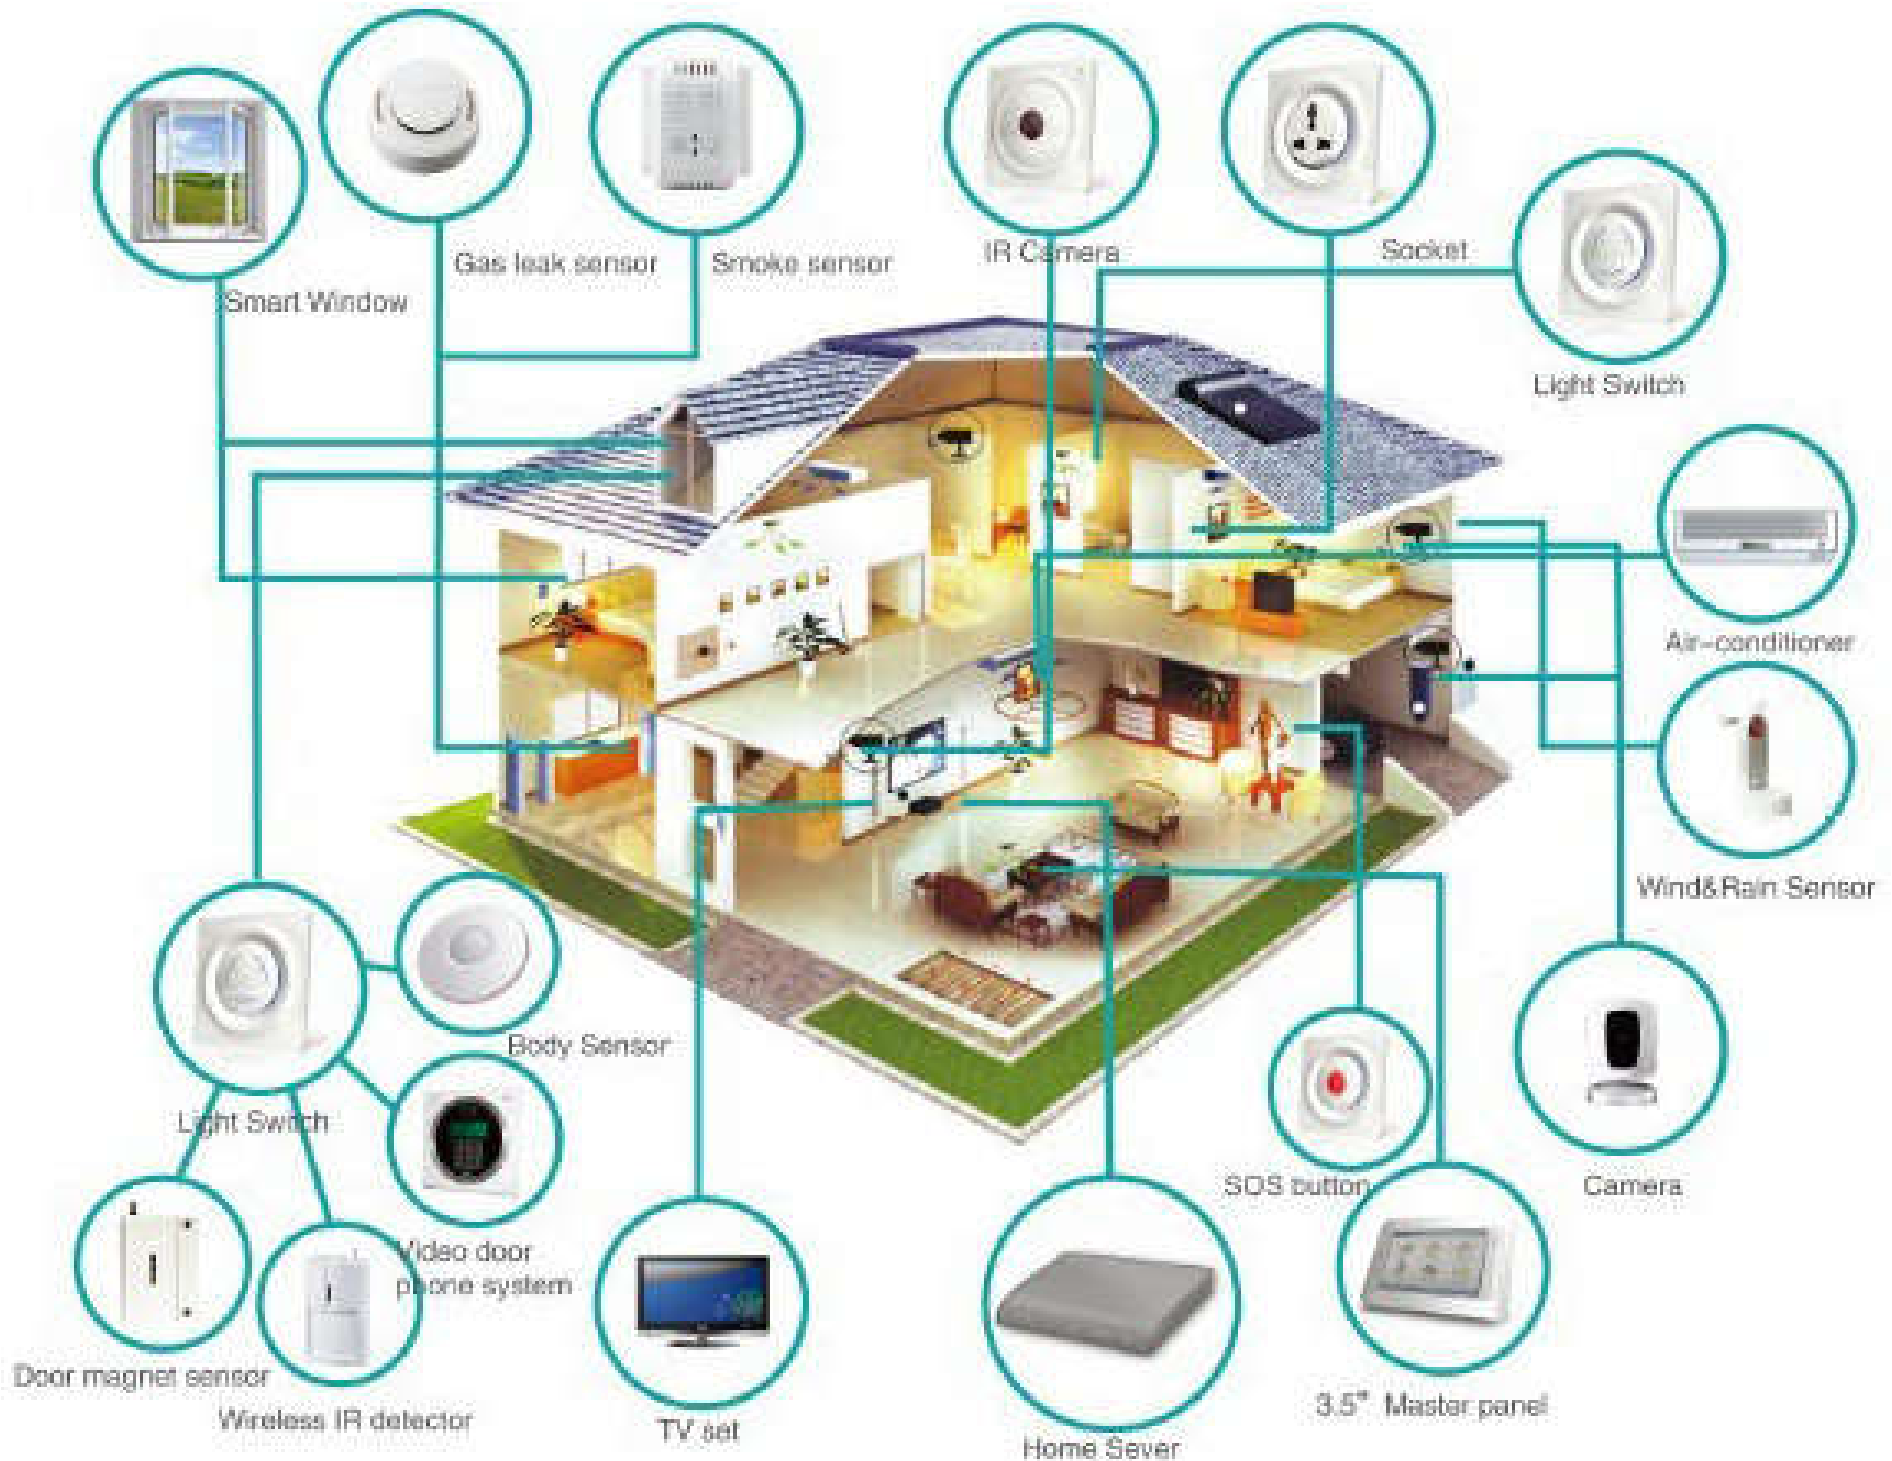 Gas leak sensor
Smoke sensor
IR Camera
Socket
Smart Window
Light Switch
Air-conditioner
Wind&Rain Sensor
Body Sensor
Light Switch
SOS button
Camera
Video door
phone system
Door magnet sensor
Wireless IR detector
TV set
Home Sever
3.5" Master panel